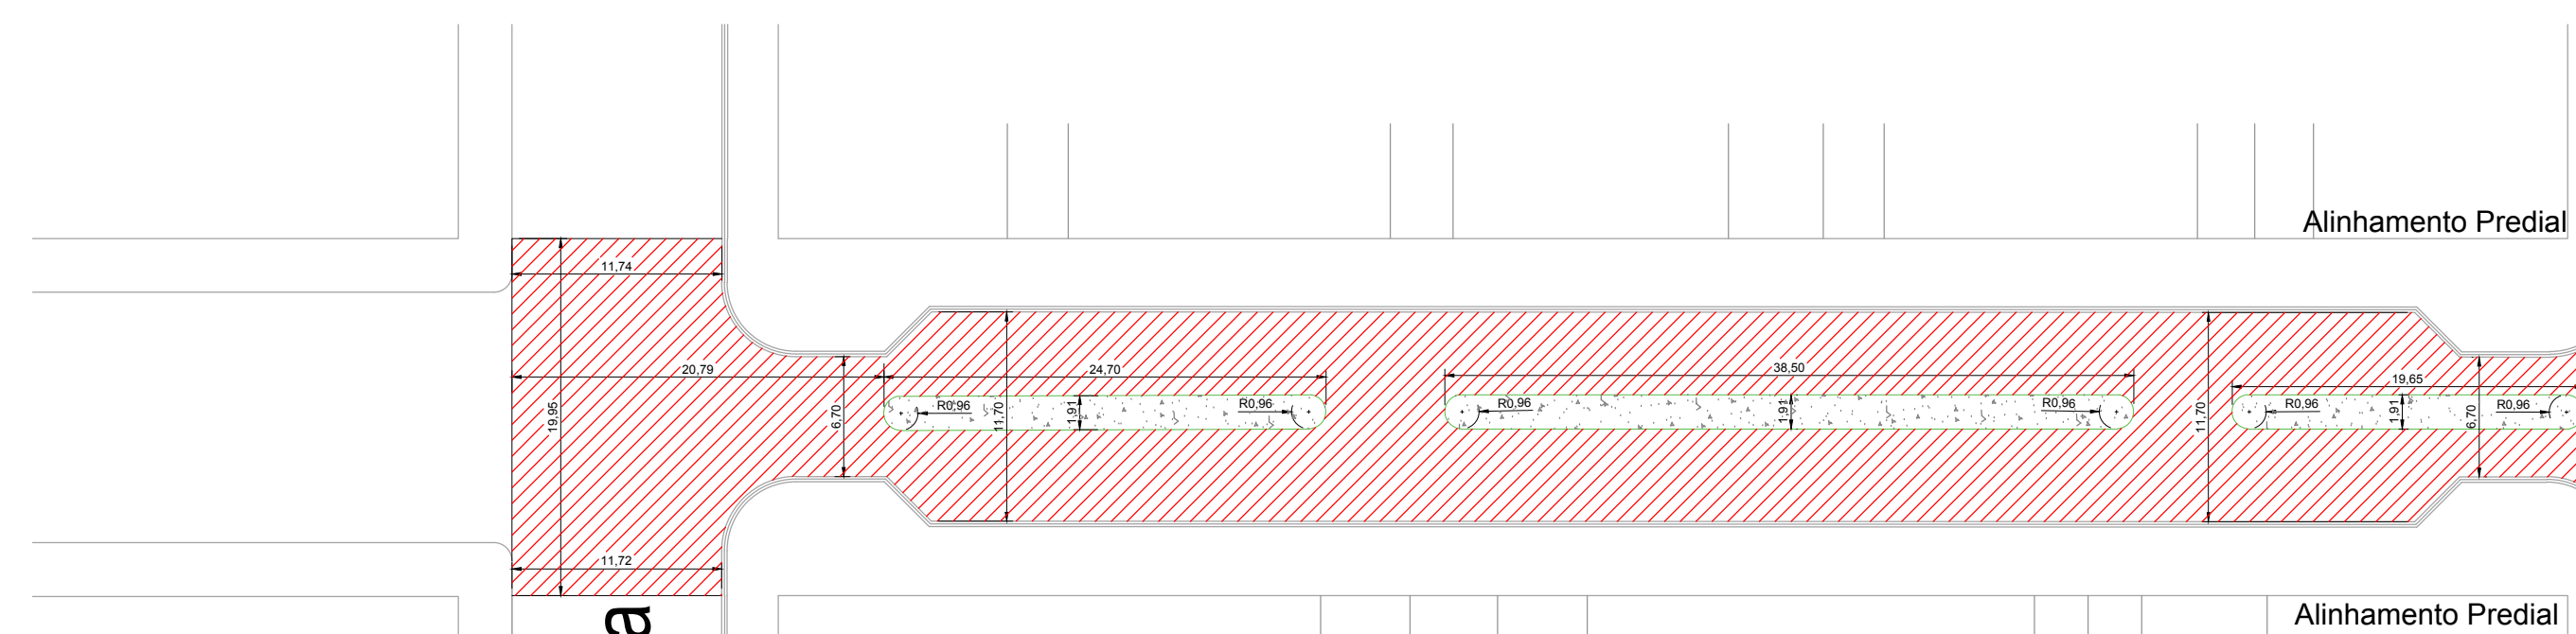 Alinhamento Predial
11,74
20,79
24,70
38,50
19,65
19,95
6,70
R0,96
11,70
1,91
R0,96
R0,96
1,91
R0,96
11,70
R0,96
1,91
6,70
R0,96
11,72
a
Alinhamento Predial